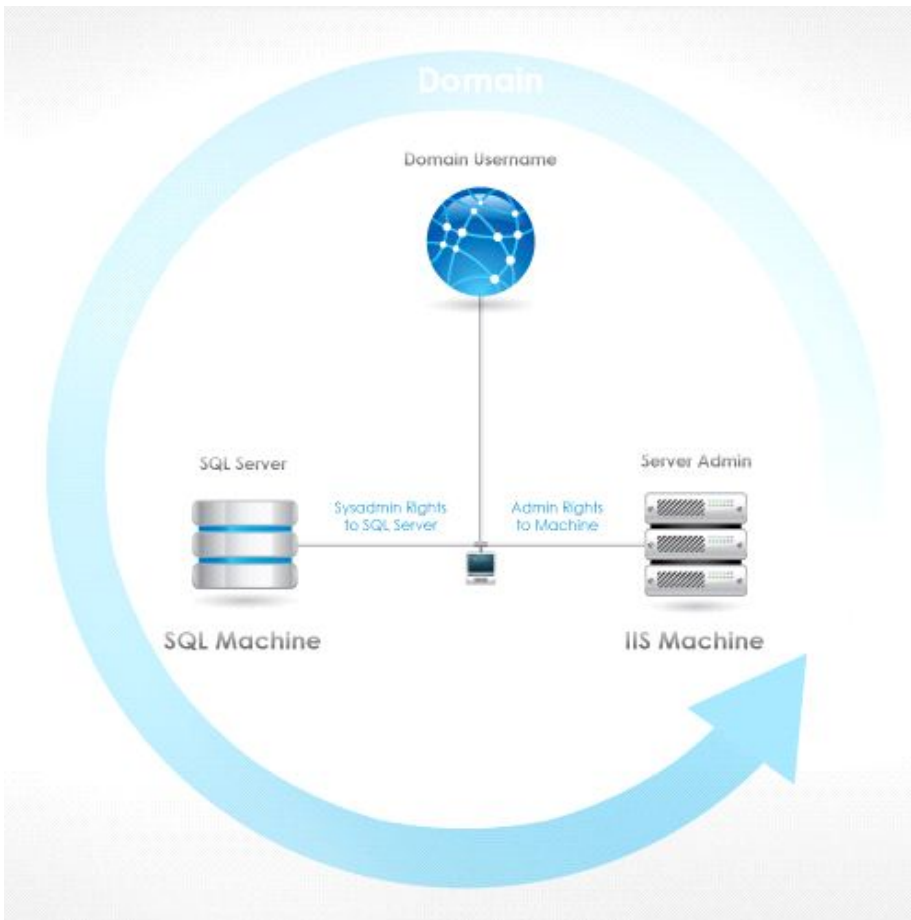 Domain
Domain Username
SQL Server
Server Admin
Sysadmin Rights
to SQL Server
Admin Rights
to Machine
SQL Machine
IIS Machine